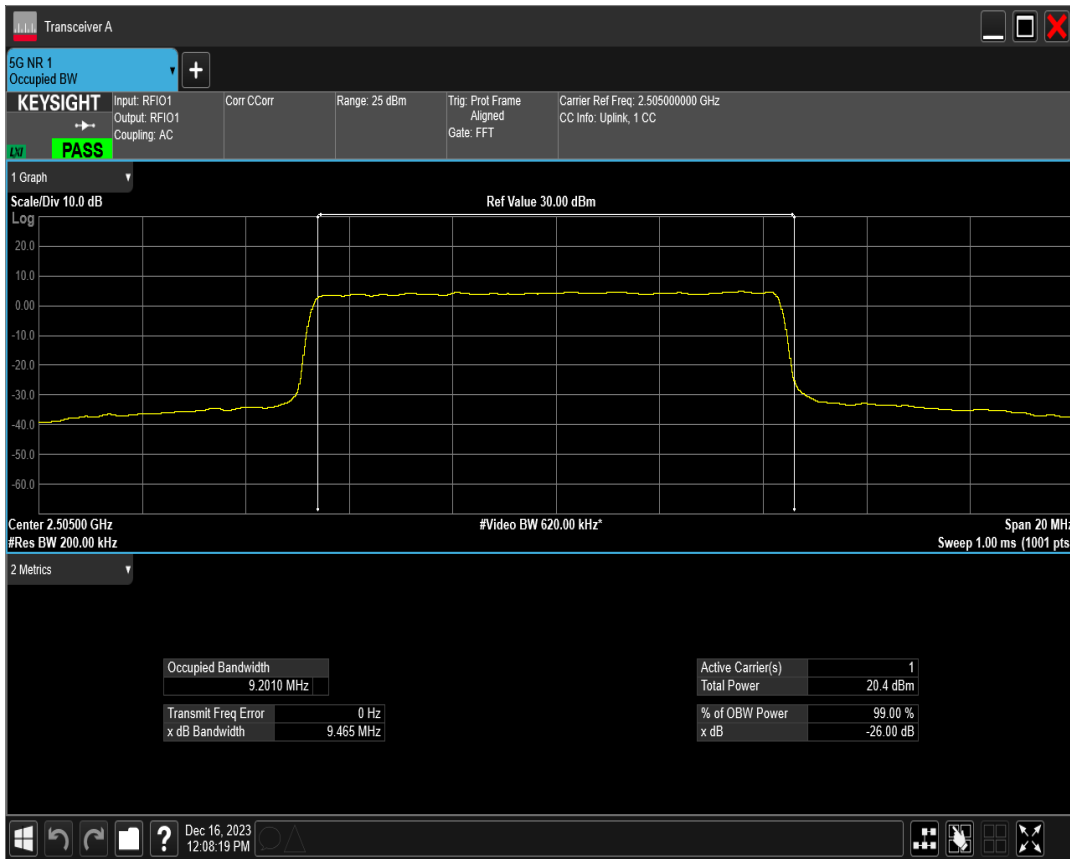 Transceiver A
5G NR 1
Occupied BW
KEYSIGHT
LXI
PASS
Input: RFIO1
Output: RFIO1
Coupling: AC
Corr CCorr
Range: 25 dBm
Trig: Prot Frame
Aligned
Gate: FFT
Carrier Ref Freq: 2.505000000 GHz
CC Info: Uplink, 1 CC
1 Graph
Scale/Div 10.0 dB
Ref Value 30.00 dBm
Log
20.0
10.0
0.00
-10.0
-20.0
-30.0
-40.0
-50.0
-60.0
Center 2.50500 GHz
#Video BW 620.00 kHz*
Span 20 MHz
#Res BW 200.00 kHz
Sweep 1.00 ms (1001 pts
2 Metrics
Occupied Bandwidth
9.2010 MHz
Transmit Freq Error 0 Hz
x dB Bandwidth 9.465 MHz
Active Carrier(s) 1
Total Power 20.4 dBm
% of OBW Power 99.00 %
x dB -26.00 dB
?
Dec 16, 2023
12:08:19 PM